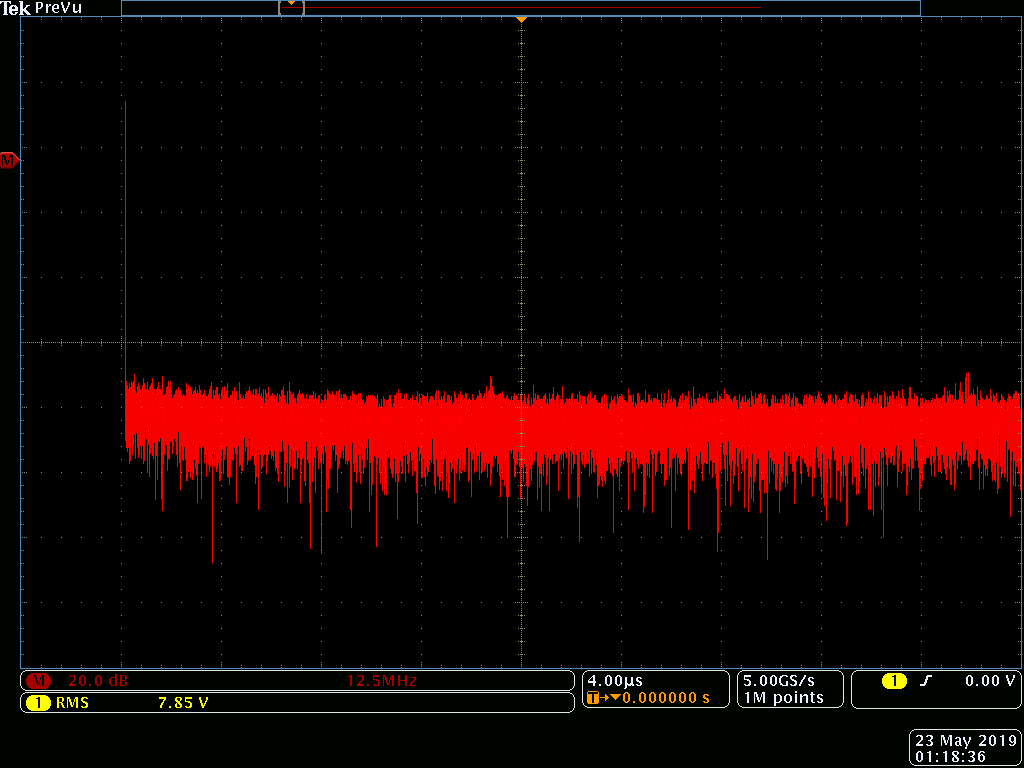 Tek PreVu
M
M 20.0 dB 12.5MHz
1 RMS 7.85 V
4.00µs
T→▼0.000000 s
5.00GS/s
1M points
1 0.00 V
23 May 2019
01:18:36